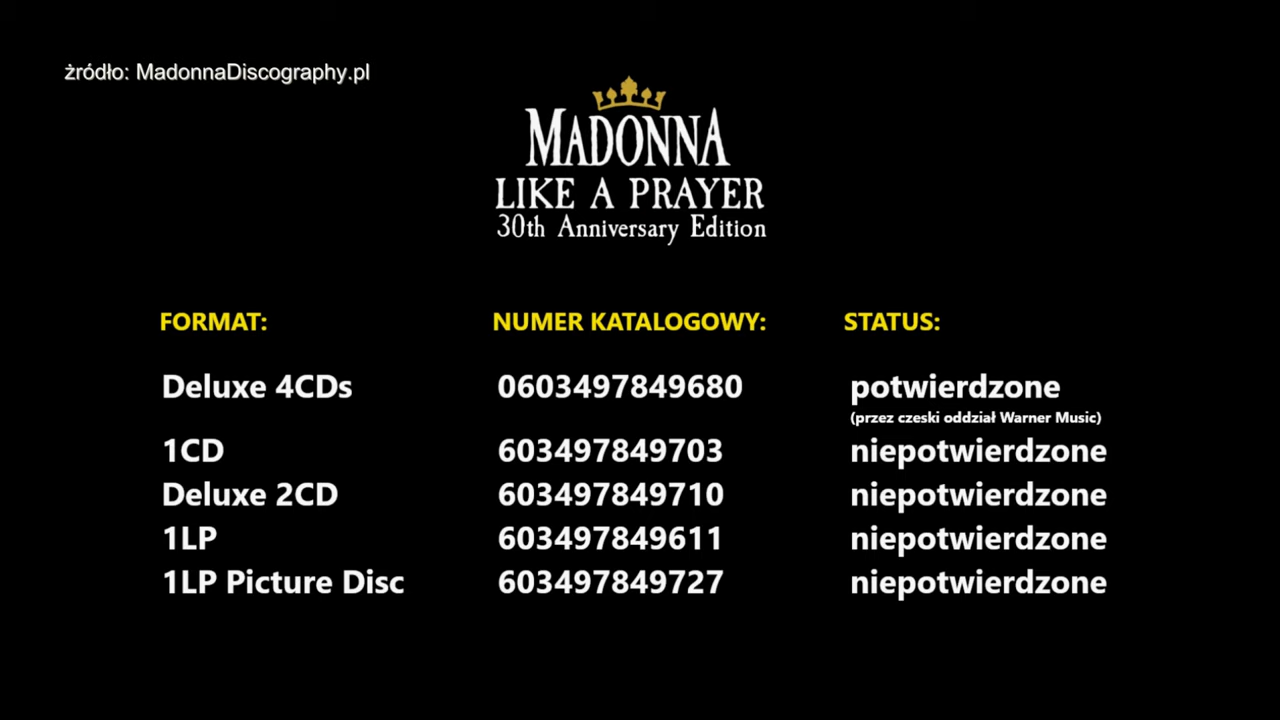 żródło: MadonnaDiscography.pl
MADONNA
LIKE A PRAYER
30th Anniversary Edition
FORMAT: NUMER KATALOGOWY: STATUS:
Deluxe 4CDs 0603497849680 potwierdzone
(przez czeski oddział Warner Music)
1CD 603497849703 niepotwierdzone
Deluxe 2CD 603497849710 niepotwierdzone
1LP 603497849611 niepotwierdzone
1LP Picture Disc 603497849727 niepotwierdzone